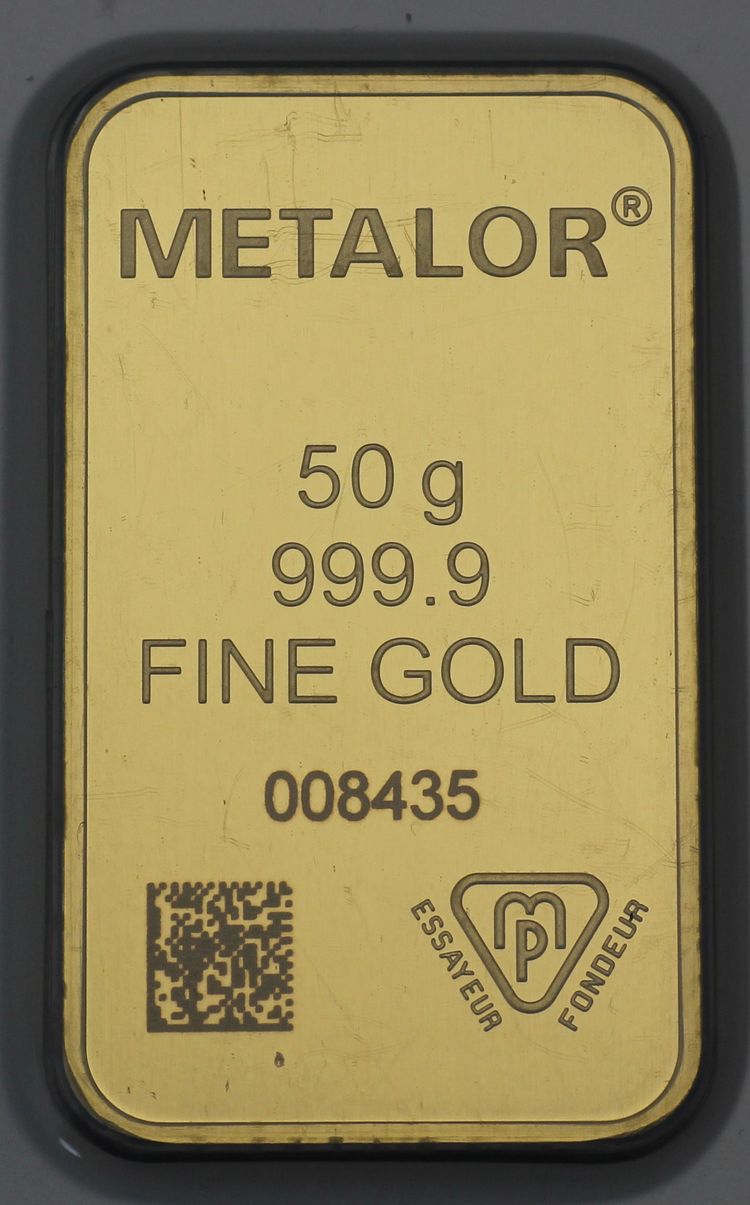 METALOR®
50 g
999.9
FINE GOLD
008435
MP
ESSAYEUR
FONDEUR